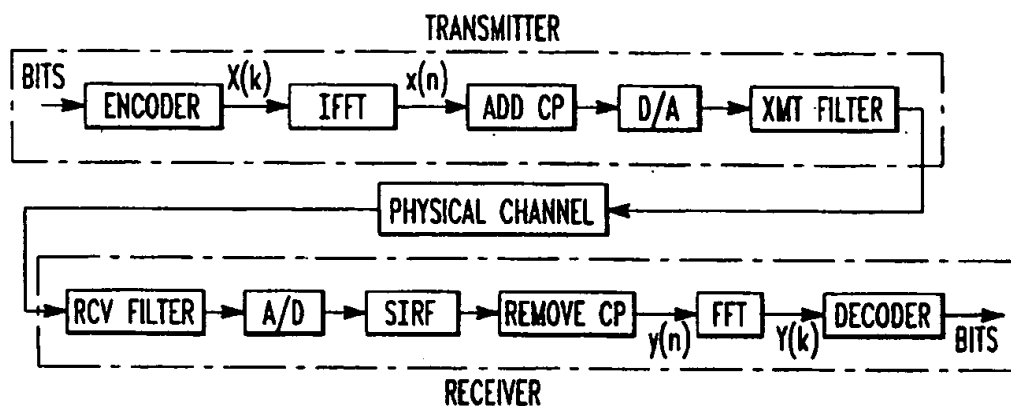 TRANSMITTER
BITS
X(k)
x(n)
ENCODER
IFFT
ADD CP
D/A
XMT FILTER
PHYSICAL CHANNEL
RCV FILTER
A/D
SIRF
REMOVE CP
y(n)
FFT
Y(k)
DECODER
BITS
RECEIVER